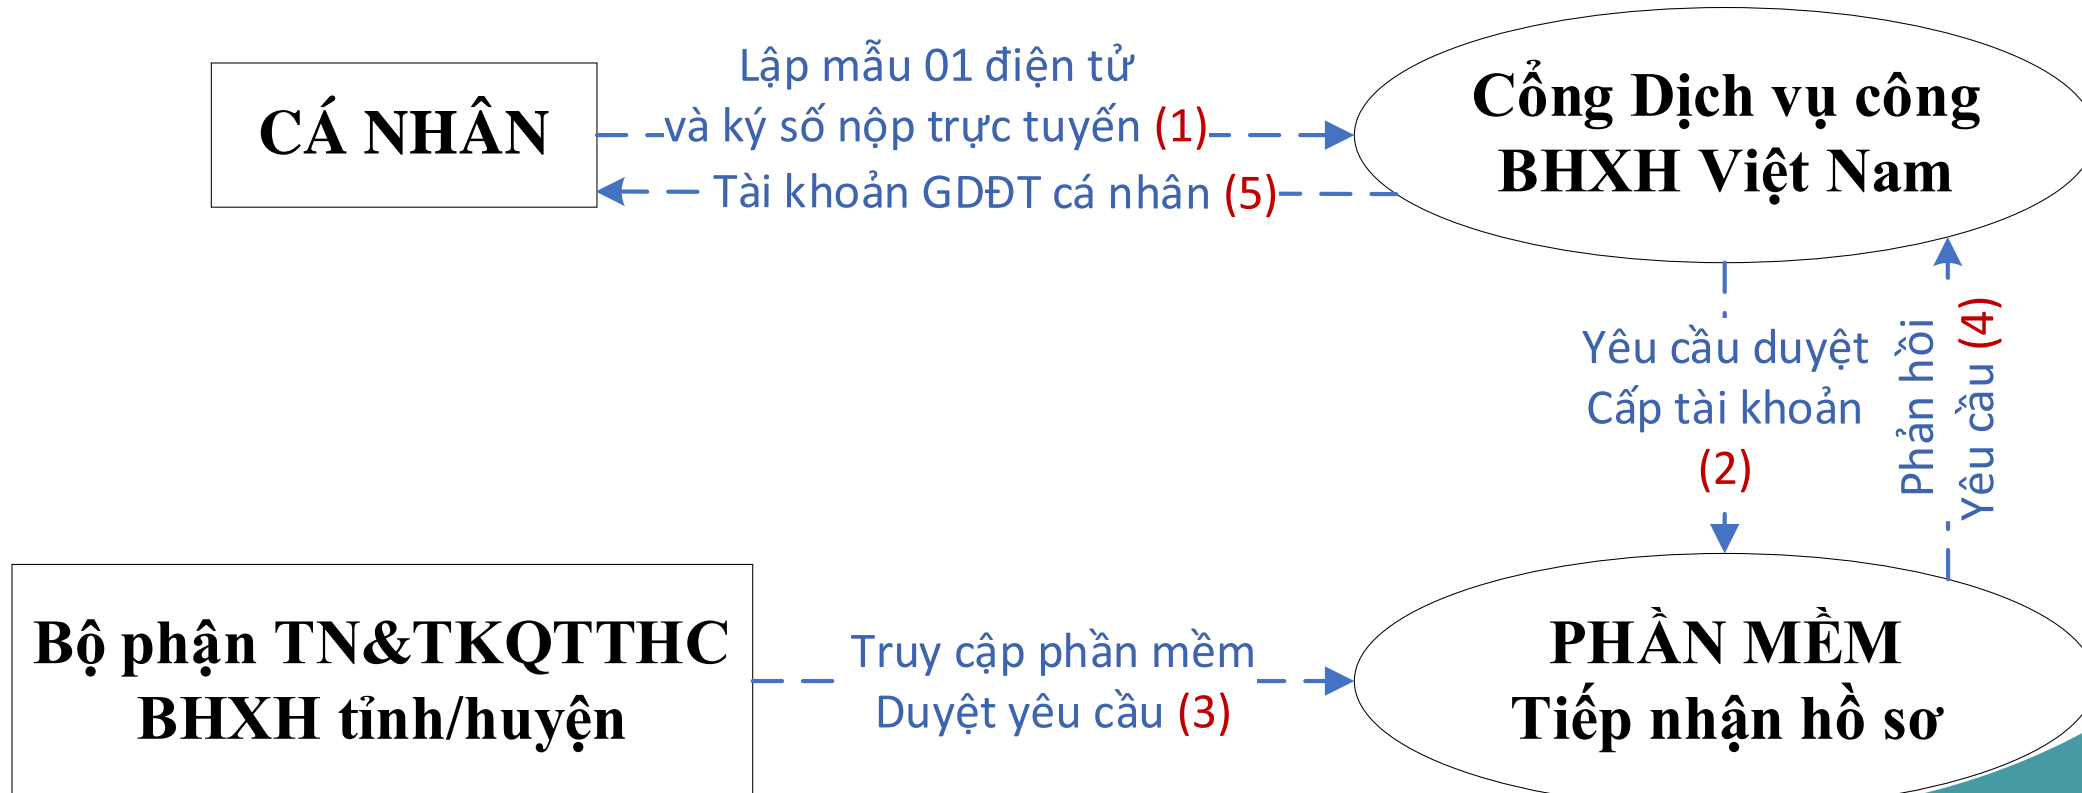 CÁ NHÂN
Lập mẫu 01 điện tử
và ký số nộp trực tuyến (1)
Tài khoản GDĐT cá nhân (5)
Cổng Dịch vụ công
BHXH Việt Nam
Yêu cầu duyệt
Cấp tài khoản
(2)
Phản hồi
Yêu cầu (4)
Bộ phận TN&TKQTTHC
BHXH tỉnh/huyện
Truy cập phần mềm
Duyệt yêu cầu (3)
PHẦN MỀM
Tiếp nhận hồ sơ